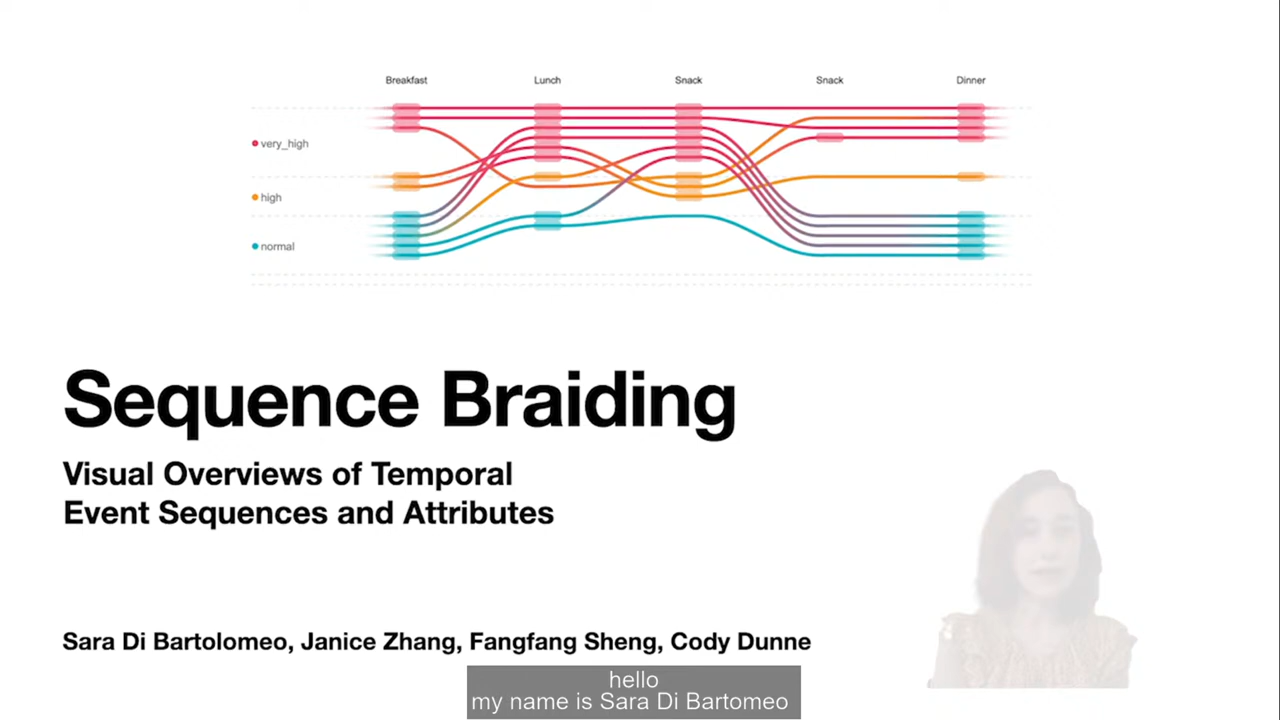 Breakfast Lunch Snack Snack Dinner
very_high
high
normal
Sequence Braiding
Visual Overviews of Temporal
Event Sequences and Attributes
Sara Di Bartolomeo, Janice Zhang, Fangfang Sheng, Cody Dunne
hello
my name is Sara Di Bartomeo